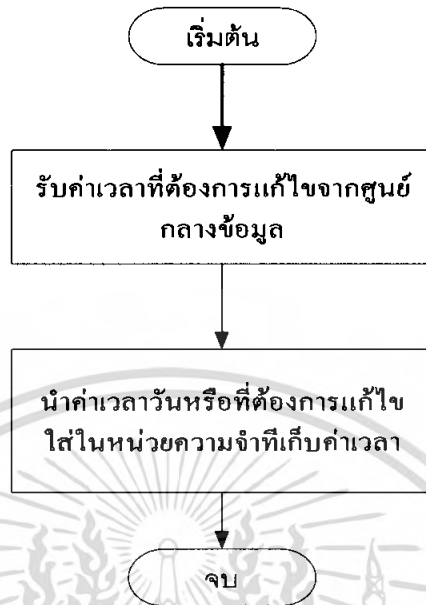 เริ่มต้น
รับค่าเวลาที่ต้องการแก้ไขจากศูนย์
กลางข้อมูล
นำค่าเวลาวันหรือที่ต้องการแก้ไข
ใส่ในหน่วยความจำที่เก็บค่าเวลา
จบ